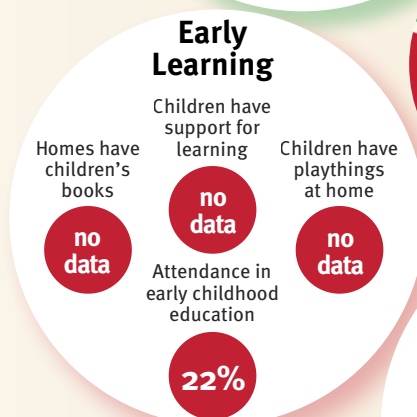 Early
Learning
Children have
support for
learning
no
data
Homes have
children's
books
no
data
Children have
playthings
at home
no
data
Attendance in
early childhood
education
22%